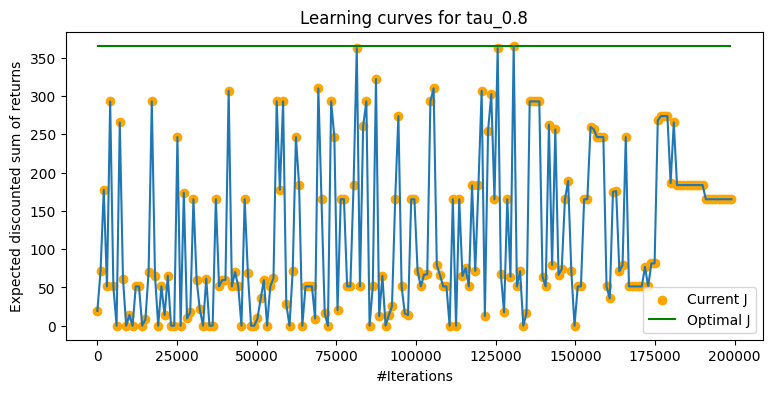 Learning curves for tau_0.8
Expected discounted sum of returns
350
300
250
200
150
100
50
0
0 25000 50000 75000 100000 125000 150000 175000 200000
#Iterations
Current J
Optimal J